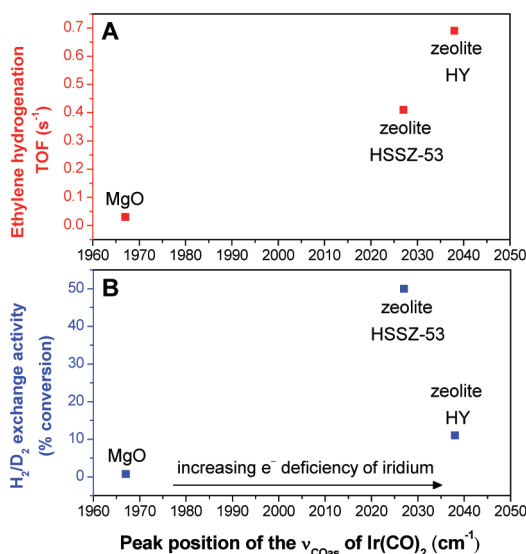 A
Ethylene hydrogenation
TOF (s⁻¹)
0.7
0.6
0.5
0.4
0.3
0.2
0.1
0.0
zeolite
HY
zeolite
HSSZ-53
MgO
1960 1970 1980 1990 2000 2010 2020 2030 2040 2050
B
H₂/D₂ exchange activity
(% conversion)
50
40
30
20
10
0
zeolite
HSSZ-53
zeolite
HY
MgO
increasing e⁻ deficiency of iridium
1960 1970 1980 1990 2000 2010 2020 2030 2040 2050
Peak position of the ν_COas of Ir(CO)₂ (cm⁻¹)